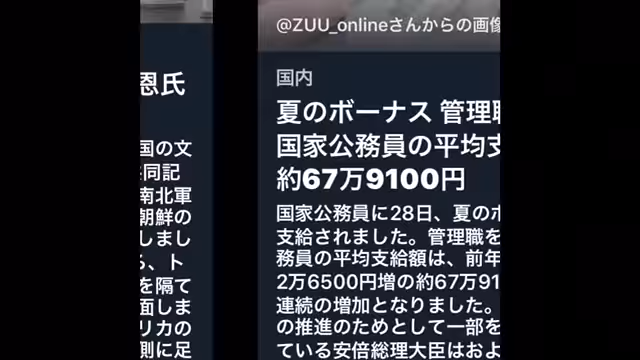 恩氏
国の文
共同記
南北軍
朝鮮の
しまし
る、ト
を隔て
面しま
リカの
側に足
@ZUU_onlineさんからの画像
国内
夏のボーナス 管理職
国家公務員の平均支
約67万9100円
国家公務員に28日、夏のボ
支給されました。管理職を
務員の平均支給額は、前年
2万6500円増の約67万91
連続の増加となりました。
の推進のためとして一部を
ている安倍総理大臣はおよ